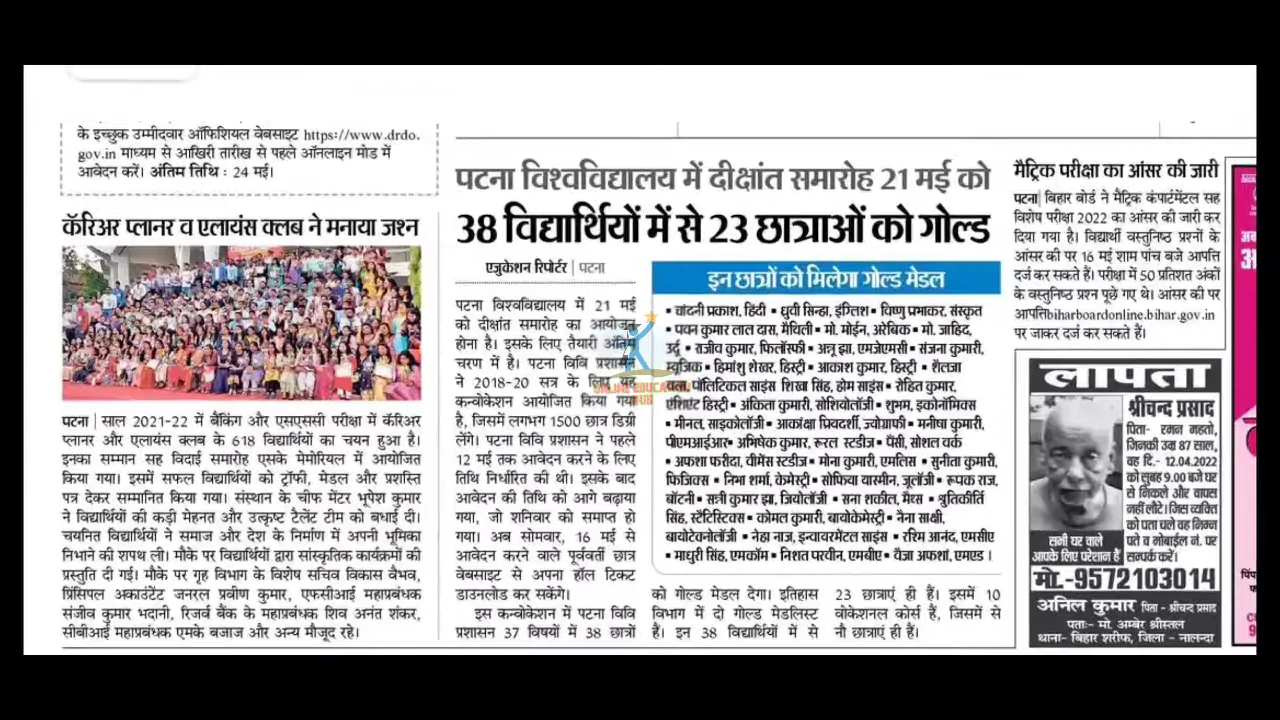 के इच्छुक उम्मीदवार ऑफिशियल वेबसाइट https://www.drdo.
gov.in माध्यम से आखिरी तारीख से पहले ऑनलाइन मोड में
आवेदन करें। अंतिम तिथि : 24 मई।
कॅरिअर प्लानर व एलायंस क्लब ने मनाया जश्न
पटना | साल 2021-22 में बैंकिंग और एसएससी परीक्षा में कॅरिअर
प्लानर और एलायंस क्लब के 618 विद्यार्थियों का चयन हुआ है।
इनका सम्मान सह विदाई समारोह एसके मेमोरियल में आयोजित
किया गया। इसमें सफल विद्यार्थियों को ट्रॉफी, मेडल और प्रशस्ति
पत्र देकर सम्मानित किया गया। संस्थान के चीफ मेंटर भूपेश कुमार
ने विद्यार्थियों की कड़ी मेहनत और उत्कृष्ट टैलेंट टीम को बधाई दी।
चयनित विद्यार्थियों ने समाज और देश के निर्माण में अपनी भूमिका
निभाने की शपथ ली। मौके पर विद्यार्थियों द्वारा सांस्कृतिक कार्यक्रमों की
प्रस्तुति दी गई। मौके पर गृह विभाग के विशेष सचिव विकास वैभव,
प्रिंसिपल अकाउंटेंट जनरल प्रवीण कुमार, एफसीआई महाप्रबंधक
संजीव कुमार भदानी, रिजर्व बैंक के महाप्रबंधक शिव अनंत शंकर,
सीबीआई महाप्रबंधक एमके बजाज और अन्य मौजूद रहे।
पटना विश्वविद्यालय में दीक्षांत समारोह 21 मई को
38 विद्यार्थियों में से 23 छात्राओं को गोल्ड
एजुकेशन रिपोर्टर | पटना
पटना विश्वविद्यालय में 21 मई
को दीक्षांत समारोह का आयोजन
होना है। इसके लिए तैयारी अंतिम
चरण में है। पटना विवि प्रशासन
ने 2018-20 सत्र के लिए यह
कन्वोकेशन आयोजित किया गया
है, जिसमें लगभग 1500 छात्र डिग्री
लेंगे। पटना विवि प्रशासन ने पहले
12 मई तक आवेदन करने के लिए
तिथि निर्धारित की थी। इसके बाद
आवेदन की तिथि को आगे बढ़ाया
गया, जो शनिवार को समाप्त हो
गया। अब सोमवार, 16 मई से
आवेदन करने वाले पूर्ववर्ती छात्र
वेबसाइट से अपना हॉल टिकट
डाउनलोड कर सकेंगे।
इस कन्वोकेशन में पटना विवि
प्रशासन 37 विषयों में 38 छात्रों
इन छात्रों को मिलेगा गोल्ड मेडल
▪ चांदनी प्रकाश, हिंदी ▪ ध्रुवी सिन्हा, इंग्लिश ▪ विष्णु प्रभाकर, संस्कृत
▪ पवन कुमार लाल दास, मैथिली ▪ मो. मोईन, अरेबिक ▪ मो. जाहिद,
उर्दू ▪ राजीव कुमार, फिलॉस्फी ▪ अन्नू झा, एमजेएमसी ▪ संजना कुमारी,
म्यूजिक ▪ हिमांशु शेखर, हिस्ट्री ▪ आकाश कुमार, हिस्ट्री ▪ शैलजा
पॉलिटिकल साइंस शिखा सिंह, होम साइंस ▪ रोहित कुमार,
एंशिएंट हिस्ट्री ▪ अंकिता कुमारी, सोशियोलॉजी ▪ शुभम, इकोनॉमिक्स
▪ मीनल, साइकोलॉजी ▪ आकांक्षा प्रियदर्शी, ज्योग्राफी ▪ मनीषा कुमारी,
पीएमआईआर▪ अभिषेक कुमार, रूरल स्टडीज ▪ पैंसी, सोशल वर्क
▪ अफशा फरीदा, वीमेंस स्टडीज ▪ मोना कुमारी, एमलिस ▪ सुनीता कुमारी,
फिजिक्स ▪ निभा शर्मा, केमेस्ट्री ▪ सोफिया यास्मीन, जूलॉजी ▪ रूपक राज,
बॉटनी ▪ सन्नी कुमार झा, जियोलॉजी ▪ सना शकील, मैथ्स ▪ श्रुतिकीर्ति
सिंह, स्टैटिस्टिक्स ▪ कोमल कुमारी, बायोकेमेस्ट्री ▪ नैना साक्षी,
बायोटेक्नोलॉजी ▪ नेहा नाज, इन्वायरमेंटल साइंस ▪ रश्मि आनंद, एमसीए
▪ माधुरी सिंह, एमकॉम ▪ निशत परवीन, एमबीए ▪ वैजा अफशां, एमएड।
को गोल्ड मेडल देगा। इतिहास
विभाग में दो गोल्ड मेडलिस्ट
हैं। इन 38 विद्यार्थियों में से
23 छात्राएं ही हैं। इसमें 10
वोकेशनल कोर्स हैं, जिसमें से
नौ छात्राएं ही हैं।
ONLINE EDUCATION
HUB
मैट्रिक परीक्षा का आंसर की जारी
पटना| बिहार बोर्ड ने मैट्रिक कंपार्टमेंटल सह
विशेष परीक्षा 2022 का आंसर की जारी कर
दिया गया है। विद्यार्थी वस्तुनिष्ठ प्रश्नों के
आंसर की पर 16 मई शाम पांच बजे आपत्ति
दर्ज कर सकते हैं। परीक्षा में 50 प्रतिशत अंकों
के वस्तुनिष्ठ प्रश्न पूछे गए थे। आंसर की पर
आपत्तिbiharboardonline.bihar.gov.in
पर जाकर दर्ज कर सकते हैं।
लापता
श्रीचन्द प्रसाद
पिता- रमन महतो,
जिनकी उम्र 87 साल,
वह दि.- 12.04.2022
को सुबह 9.00 बजे घर
से निकले और वापस
नहीं लौटे। जिस व्यक्ति
को पता चले वह निम्न
पते व मोबाईल नं. पर
सम्पर्क करें।
सभी घर वाले
आपके लिए परेशान हैं
मो.-9572103014
अनिल कुमार पिता - श्रीचन्द प्रसाद
पता:- मो. अम्बेर श्रीस्तल
थाना- बिहार शरीफ, जिला - नालन्दा